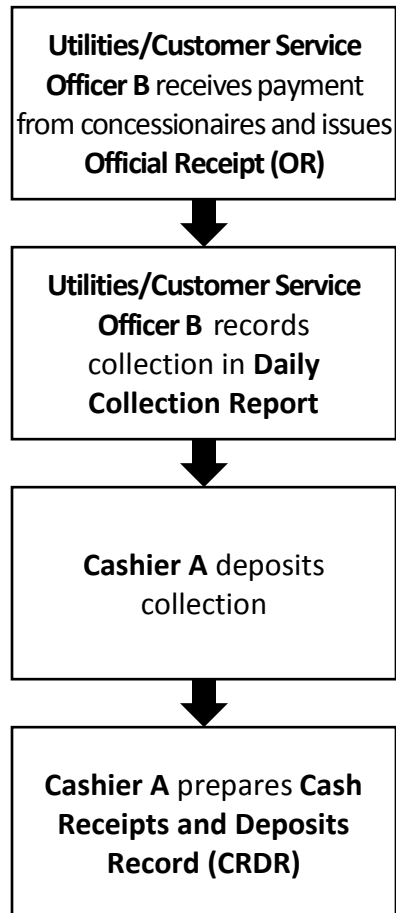 Utilities/Customer Service
Officer B receives payment
from concessionaires and issues
Official Receipt (OR)
Utilities/Customer Service
Officer B records
collection in Daily
Collection Report
Cashier A deposits
collection
Cashier A prepares Cash
Receipts and Deposits
Record (CRDR)